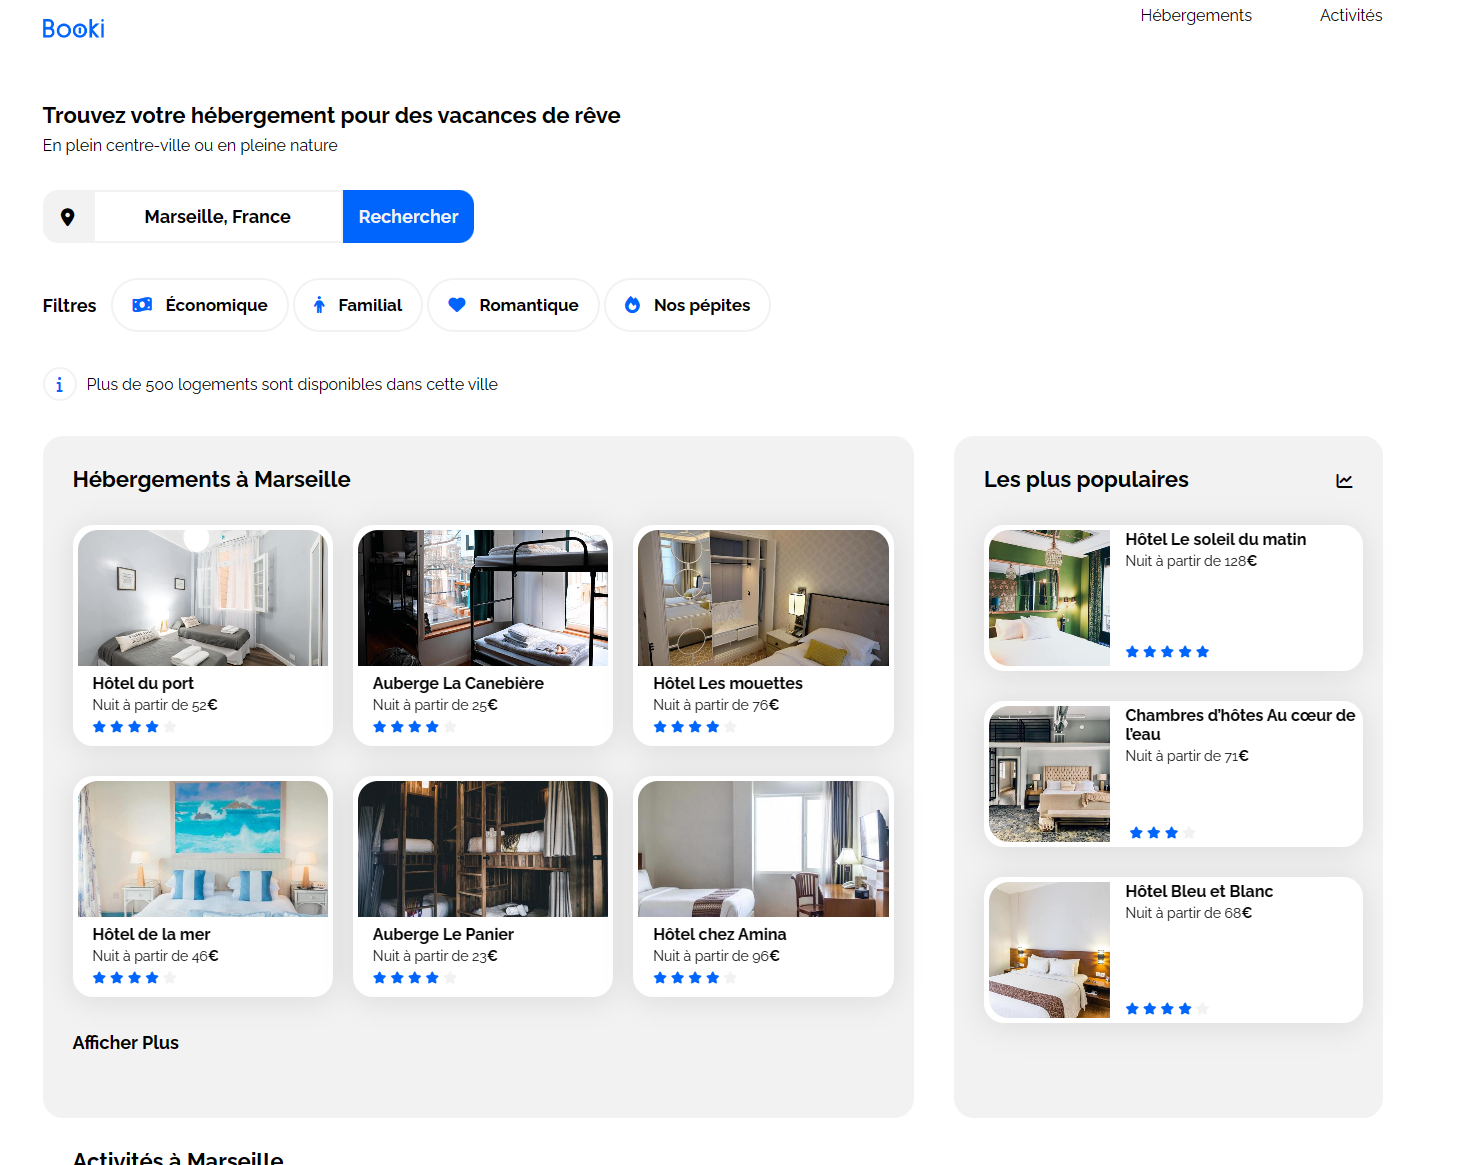 Booki
Hébergements
Activités
Trouvez votre hébergement pour des vacances de rêve
En plein centre-ville ou en pleine nature
Marseille, France
Rechercher
Filtres
Économique
Familial
Romantique
Nos pépites
Plus de 500 logements sont disponibles dans cette ville
Hébergements à Marseille
Hôtel du port
Nuit à partir de 52€
Auberge La Canebière
Nuit à partir de 25€
Hôtel Les mouettes
Nuit à partir de 76€
Hôtel de la mer
Nuit à partir de 46€
Auberge Le Panier
Nuit à partir de 23€
Hôtel chez Amina
Nuit à partir de 96€
Afficher Plus
Les plus populaires
Hôtel Le soleil du matin
Nuit à partir de 128€
Chambres d'hôtes Au cœur de
l'eau
Nuit à partir de 71€
Hôtel Bleu et Blanc
Nuit à partir de 68€
Activités à Marseille